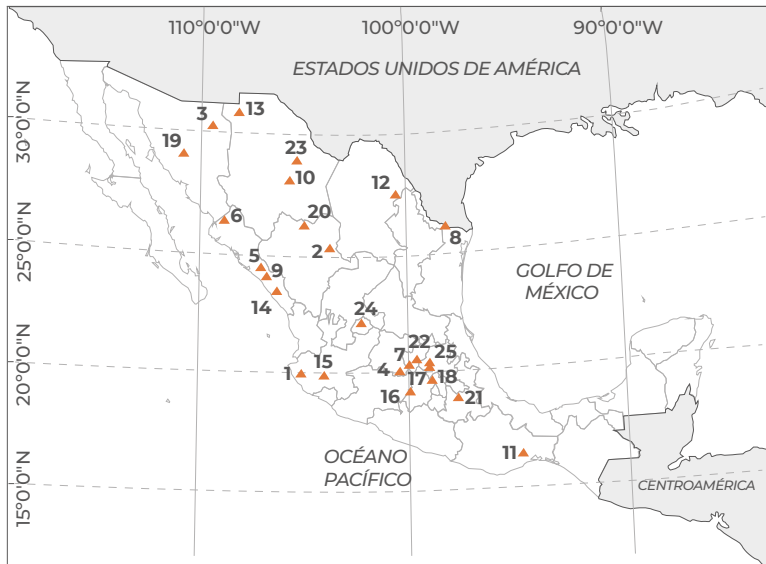 110°0'0"W
100°0'0"W
90°0'0"W
ESTADOS UNIDOS DE AMÉRICA
30°0'0"N
3
13
19
23
10
12
6
20
8
25°0'0"N
5
9
2
GOLFO DE
MÉXICO
14
24
22
7
25
20°0'0"N
1
15
4
17
18
16
21
11
OCÉANO
PACÍFICO
CENTROAMÉRICA
15°0'0"N